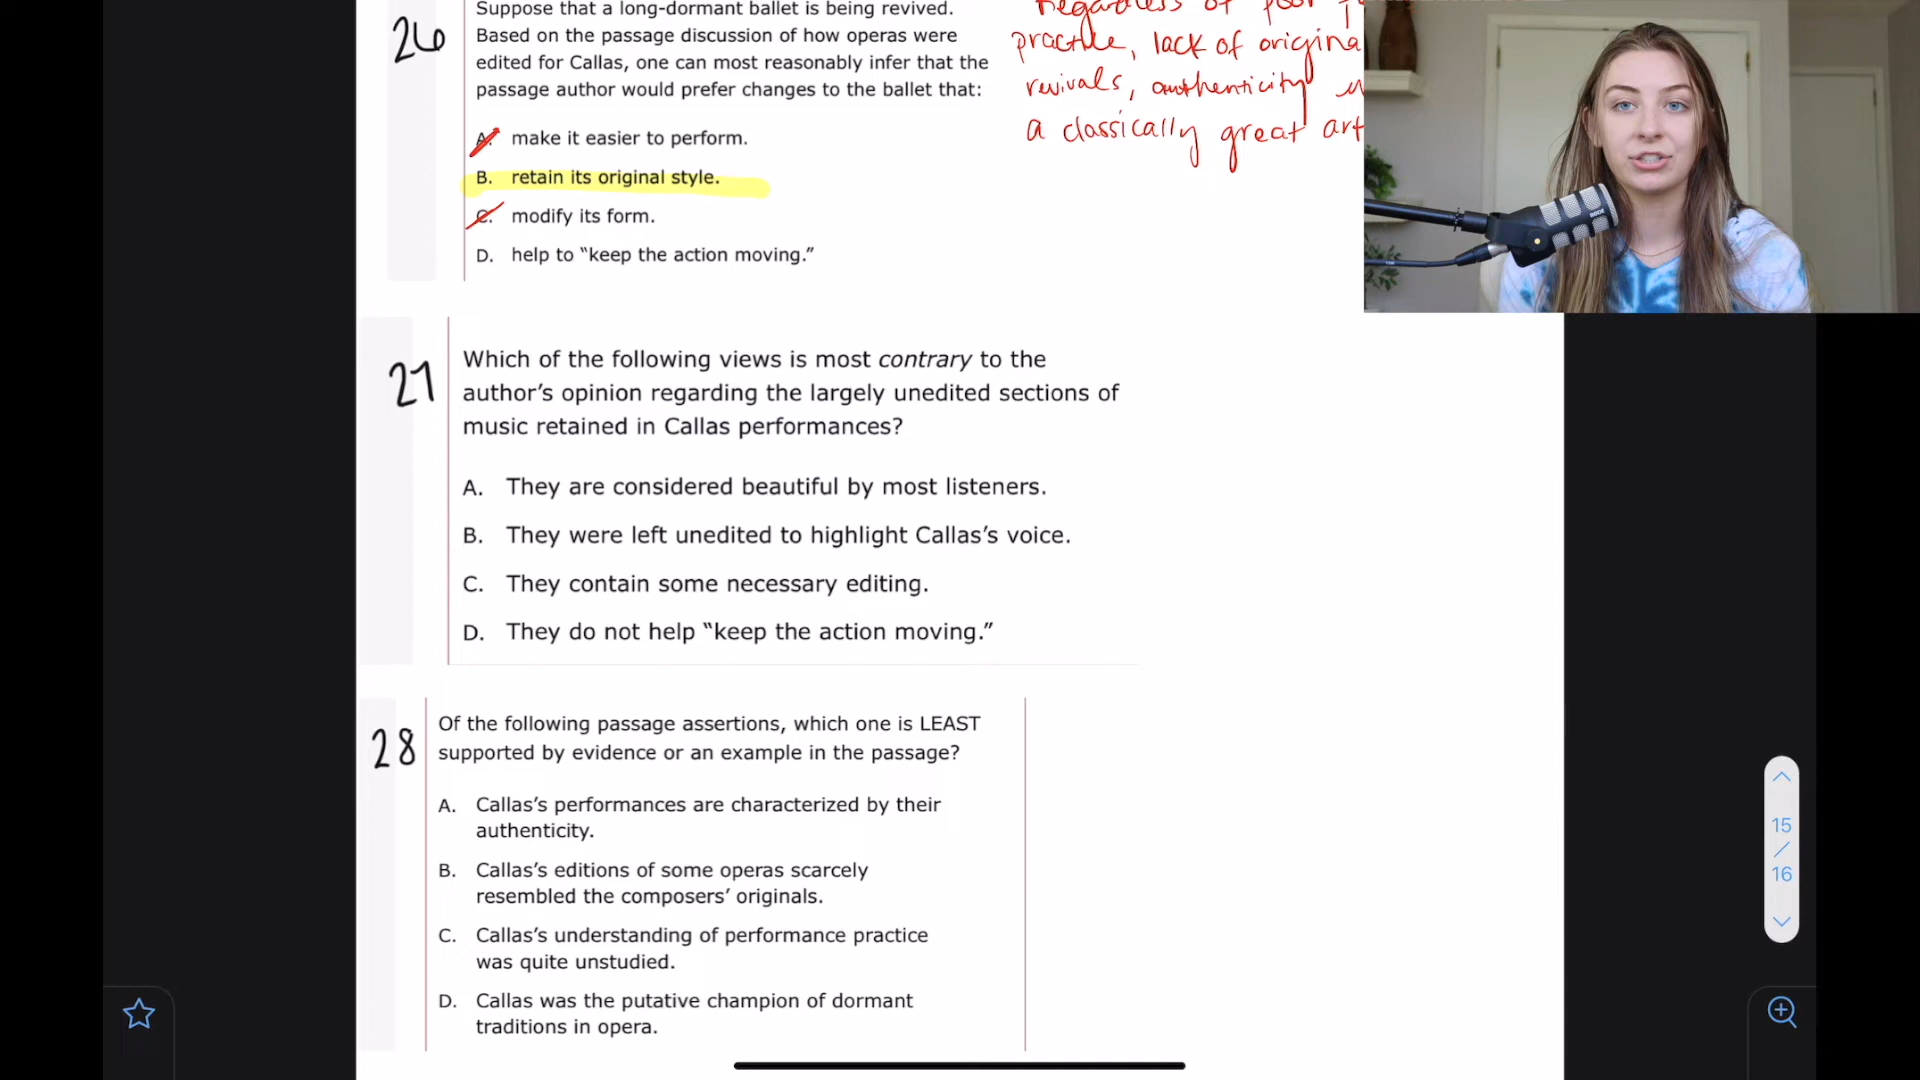 26
Suppose that a long-dormant ballet is being revived.
Based on the passage discussion of how operas were
edited for Callas, one can most reasonably infer that the
passage author would prefer changes to the ballet that:
A. make it easier to perform.
B. retain its original style.
C. modify its form.
D. help to “keep the action moving.”
regardless of poor
practice, lack of origina
revivals, authenticity
a classically great art
27
Which of the following views is most contrary to the
author’s opinion regarding the largely unedited sections of
music retained in Callas performances?
A. They are considered beautiful by most listeners.
B. They were left unedited to highlight Callas’s voice.
C. They contain some necessary editing.
D. They do not help “keep the action moving.”
28
Of the following passage assertions, which one is LEAST
supported by evidence or an example in the passage?
A. Callas’s performances are characterized by their
authenticity.
B. Callas’s editions of some operas scarcely
resembled the composers’ originals.
C. Callas’s understanding of performance practice
was quite unstudied.
D. Callas was the putative champion of dormant
traditions in opera.
15
/
16
RODE